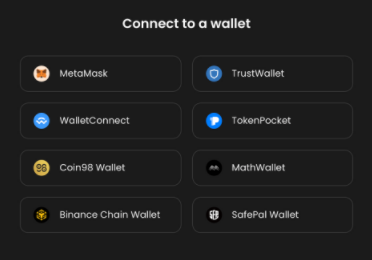 Connect to a wallet
MetaMask
TrustWallet
WalletConnect
TokenPocket
Coin98 Wallet
MathWallet
Binance Chain Wallet
SafePal Wallet